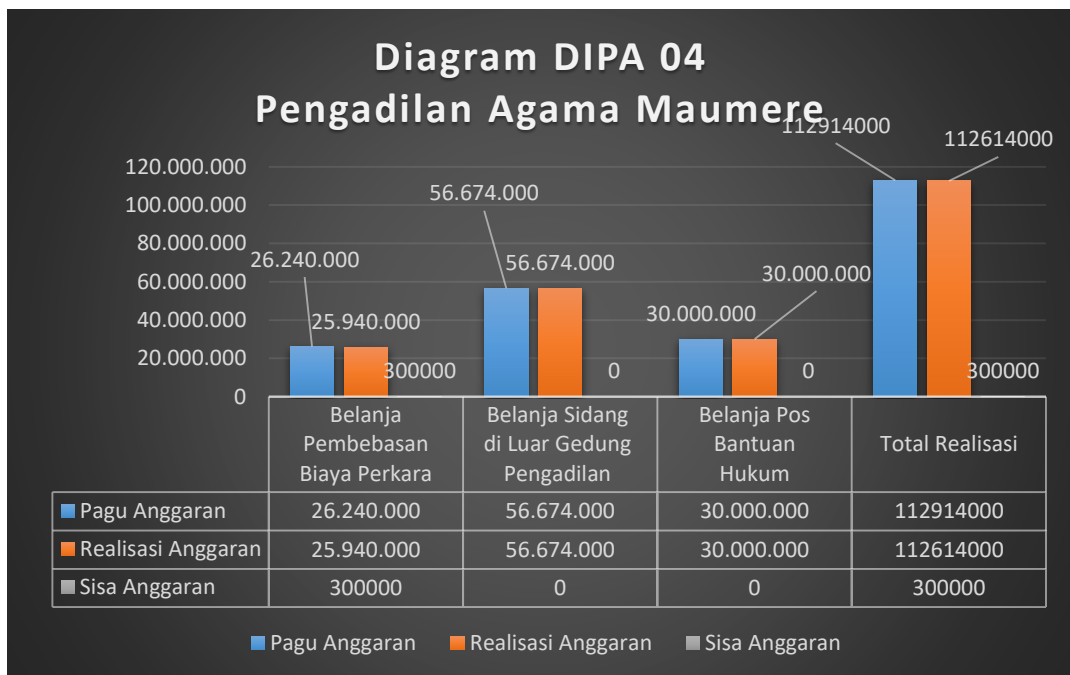 Diagram DIPA 04
Pengadilan Agama Maumere
112914000
112614000
120.000.000
100.000.000
80.000.000
60.000.000
40.000.000
20.000.000
0
26.240.000
25.940.000
300000
56.674.000
56.674.000
0
30.000.000
30.000.000
0
300000
Belanja
Pembebasan
Biaya Perkara
Belanja Sidang
di Luar Gedung
Pengadilan
Belanja Pos
Bantuan
Hukum
Total Realisasi
Pagu Anggaran 26.240.000 56.674.000 30.000.000 112914000
Realisasi Anggaran 25.940.000 56.674.000 30.000.000 112614000
Sisa Anggaran 300000 0 0 300000
Pagu Anggaran Realisasi Anggaran Sisa Anggaran